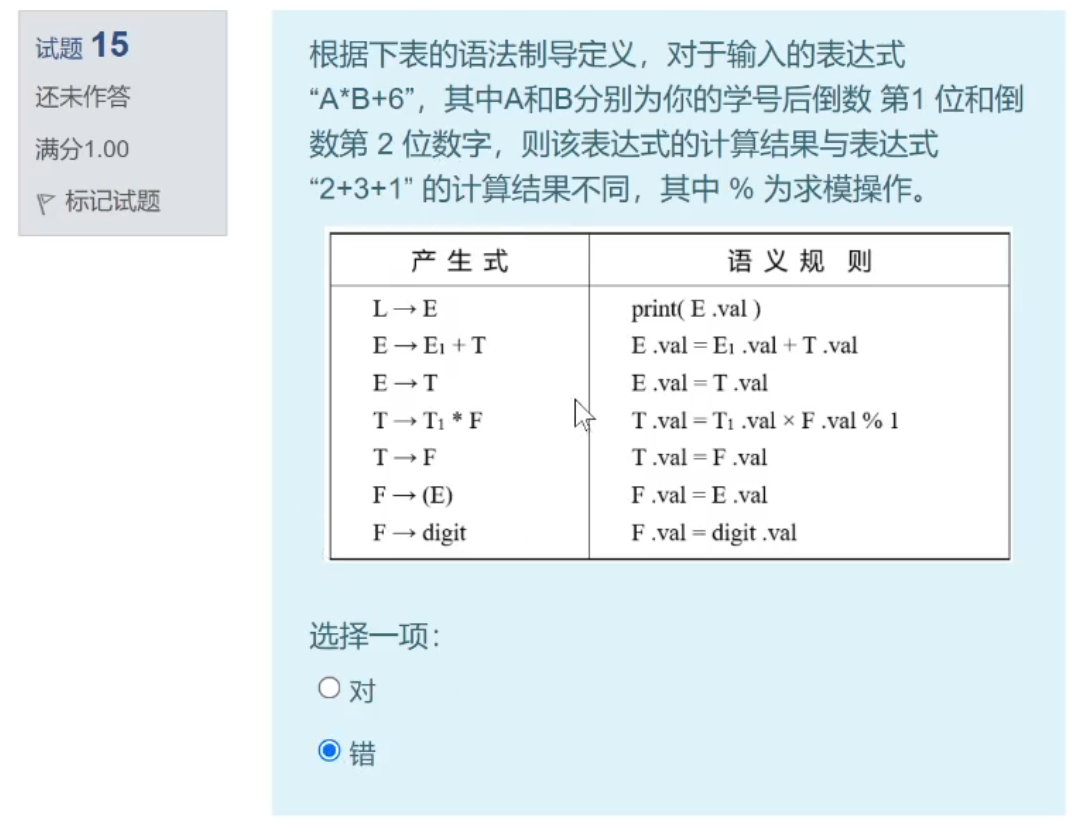 试题 15
还未作答
满分1.00
标记试题
根据下表的语法制导定义，对于输入的表达式
“A*B+6”，其中A和B分别为你的学号后倒数 第1 位和倒
数第 2 位数字，则该表达式的计算结果与表达式
“2+3+1” 的计算结果不同，其中 % 为求模操作。
产 生 式 语 义 规 则
L → E print( E .val )
E → E₁ + T E .val = E₁ .val + T .val
E → T E .val = T .val
T → T₁ * F T .val = T₁ .val × F .val % 1
T → F T .val = F .val
F → (E) F .val = E .val
F → digit F .val = digit .val
选择一项：
对
错